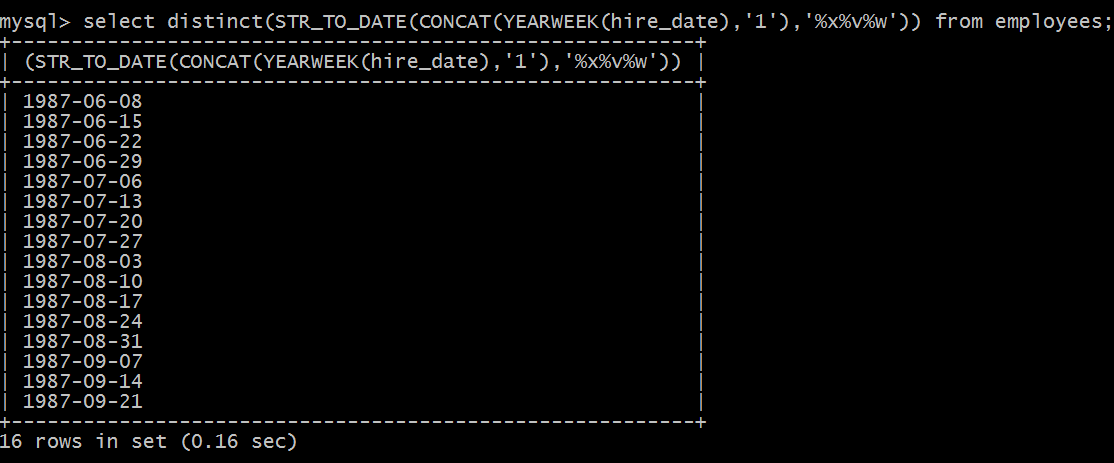 mysql> select distinct(STR_TO_DATE(CONCAT(YEARWEEK(hire_date),'1'),'%x%v%w')) from employees;
+-------------------------------------------------------+
| (STR_TO_DATE(CONCAT(YEARWEEK(hire_date),'1'),'%x%v%w')) |
+-------------------------------------------------------+
| 1987-06-08 |
| 1987-06-15 |
| 1987-06-22 |
| 1987-06-29 |
| 1987-07-06 |
| 1987-07-13 |
| 1987-07-20 |
| 1987-07-27 |
| 1987-08-03 |
| 1987-08-10 |
| 1987-08-17 |
| 1987-08-24 |
| 1987-08-31 |
| 1987-09-07 |
| 1987-09-14 |
| 1987-09-21 |
+-------------------------------------------------------+
16 rows in set (0.16 sec)